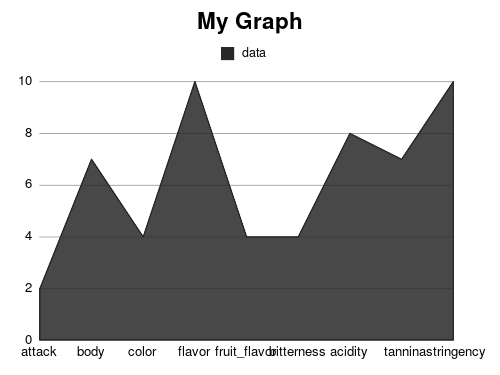 My Graph
data
10
8
6
4
2
0
attack body color flavor fruit_flavor bitterness acidity tannin astringency